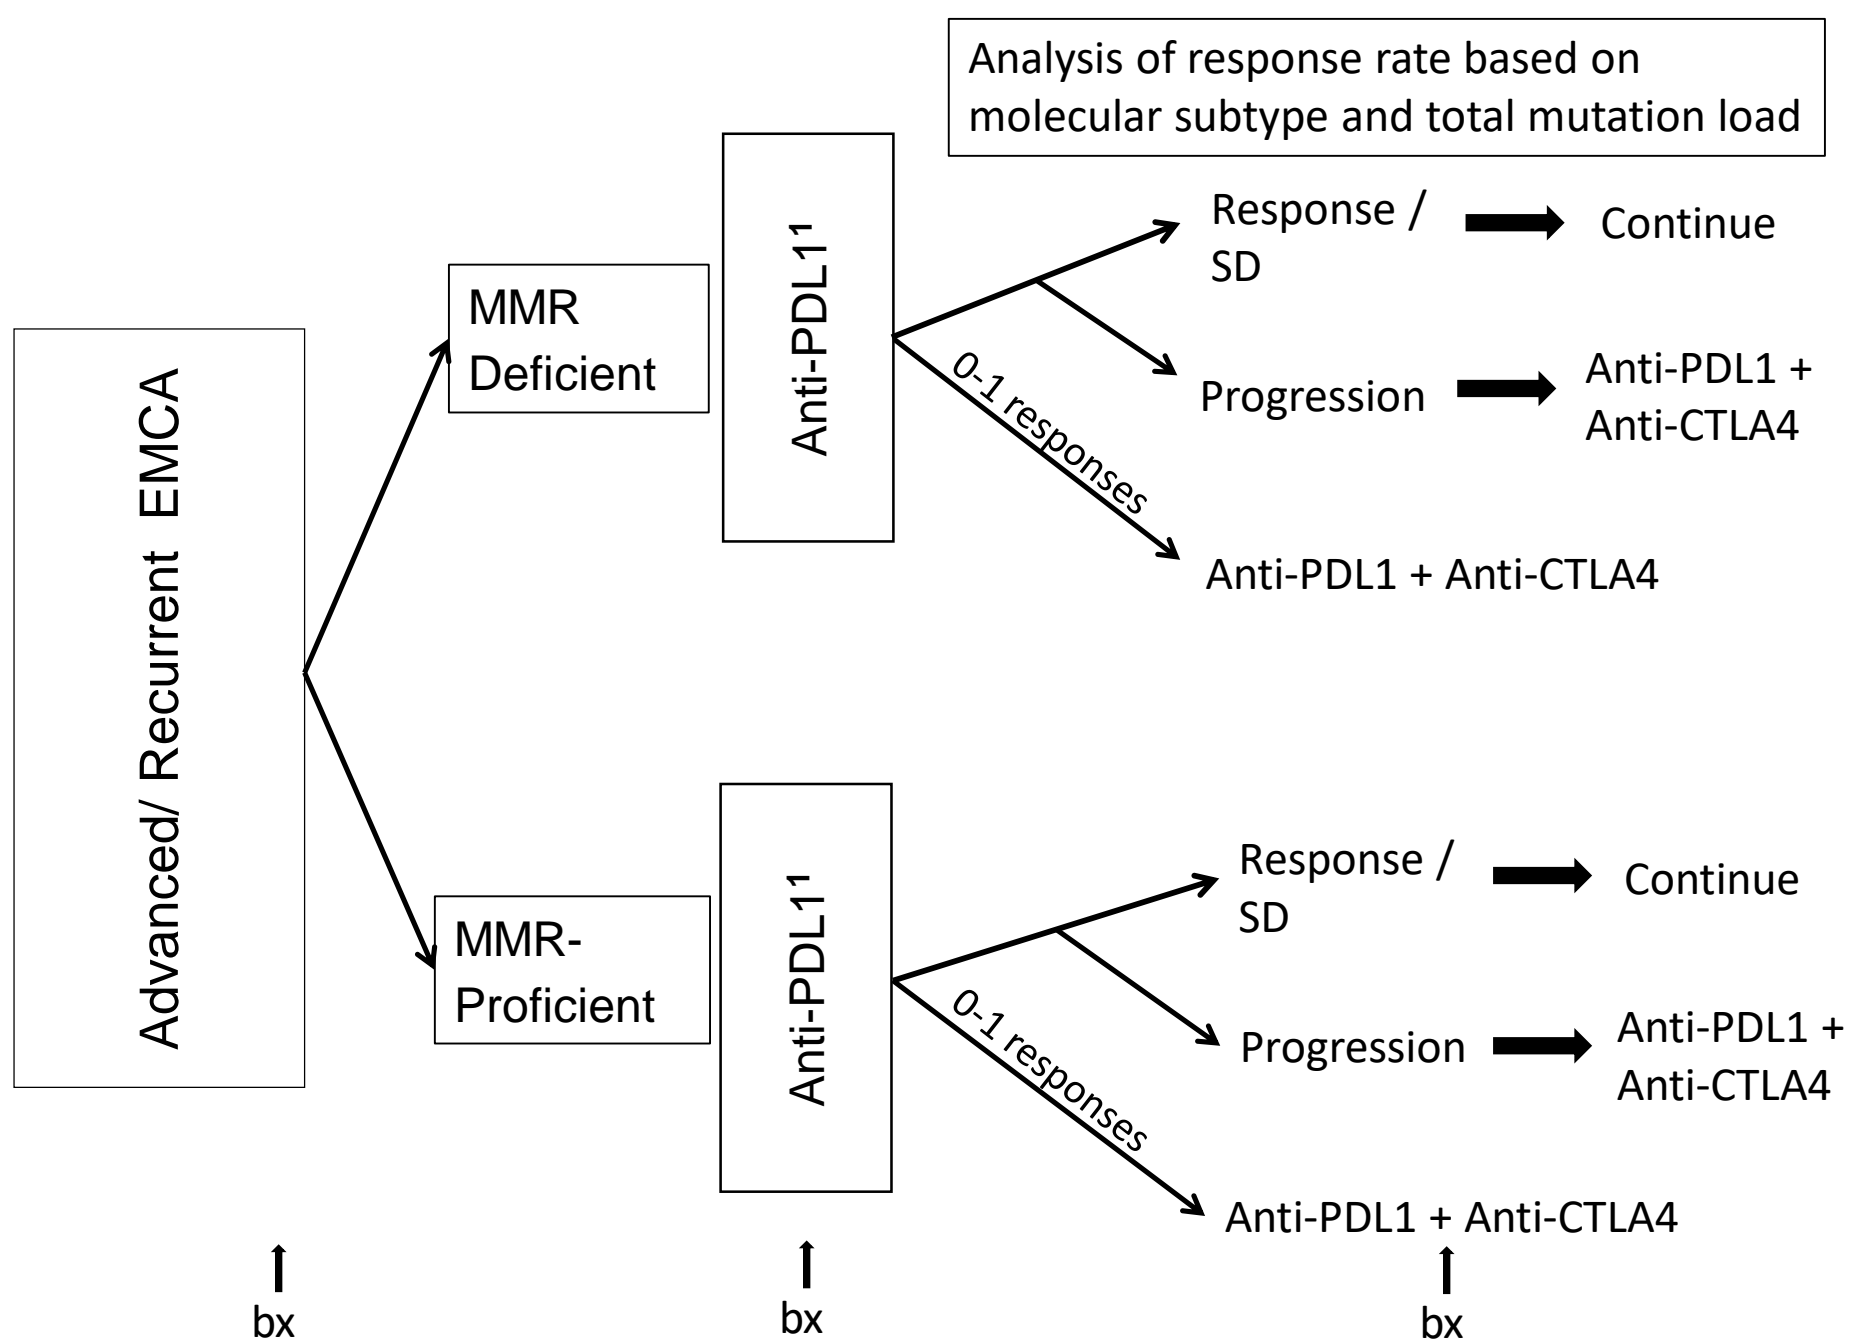 Analysis of response rate based on
molecular subtype and total mutation load
Advanced/ Recurrent EMCA
MMR
Deficient
Anti-PDL1¹
Response /
SD
Continue
Progression
Anti-PDL1 +
Anti-CTLA4
0-1 responses
Anti-PDL1 + Anti-CTLA4
MMR-
Proficient
Anti-PDL1¹
Response /
SD
Continue
Progression
Anti-PDL1 +
Anti-CTLA4
0-1 responses
Anti-PDL1 + Anti-CTLA4
bx
bx
bx